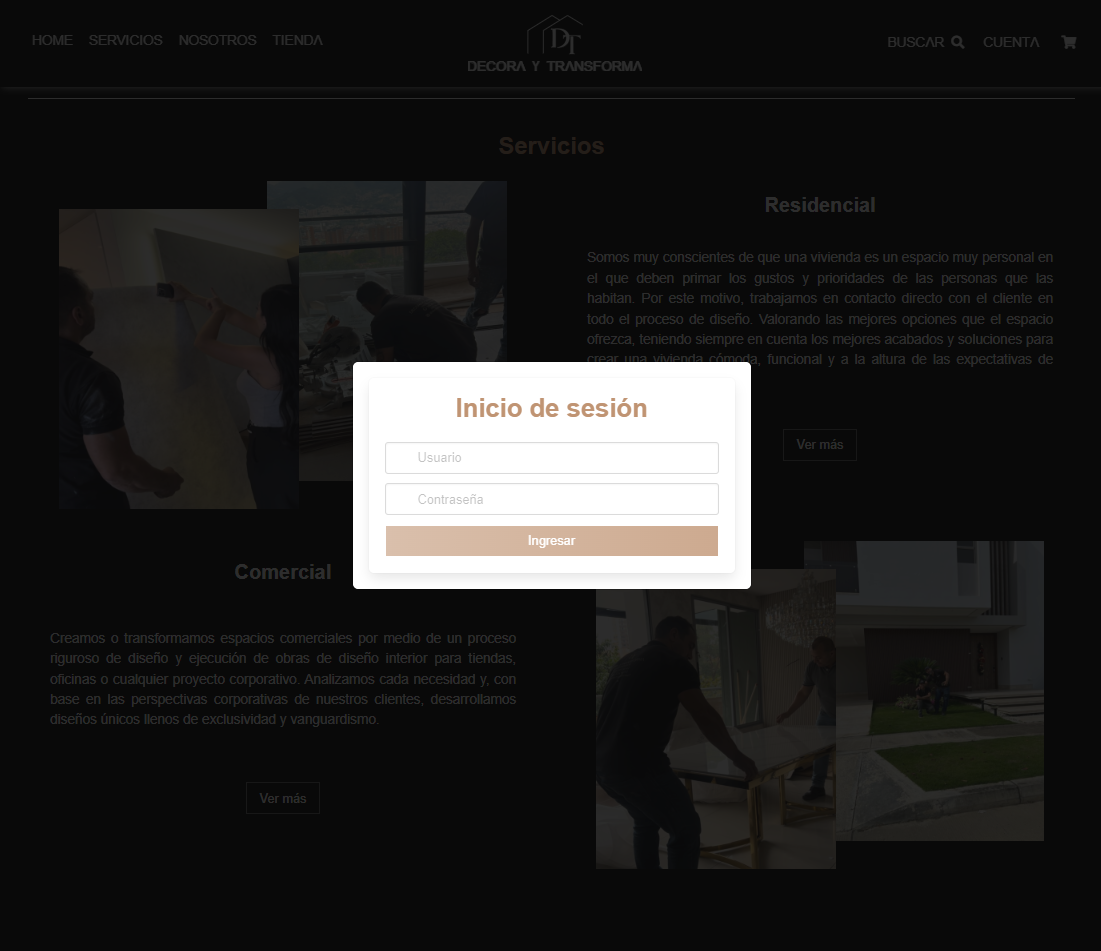 HOME SERVICIOS NOSOTROS TIENDA
DT
DECORA Y TRANSFORMA
BUSCAR CUENTA
Servicios
Residencial
Somos muy conscientes de que una vivienda es un espacio muy personal en
el que deben primar los gustos y prioridades de las personas que las
habitan. Por este motivo, trabajamos en contacto directo con el cliente en
todo el proceso de diseño. Valorando las mejores opciones que el espacio
ofrezca, teniendo siempre en cuenta los mejores acabados y soluciones para
crear una vivienda cómoda, funcional y a la altura de las expectativas de
Ver más
Inicio de sesión
Usuario
Contraseña
Ingresar
Comercial
Creamos o transformamos espacios comerciales por medio de un proceso
riguroso de diseño y ejecución de obras de diseño interior para tiendas,
oficinas o cualquier proyecto corporativo. Analizamos cada necesidad y, con
base en las perspectivas corporativas de nuestros clientes, desarrollamos
diseños únicos llenos de exclusividad y vanguardismo.
Ver más